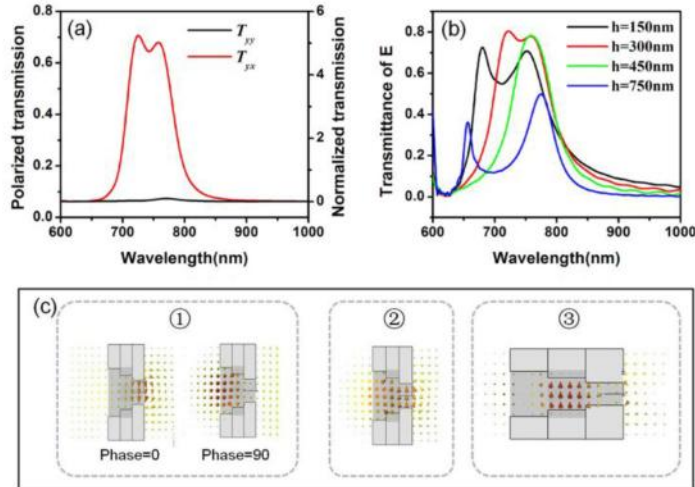 (a)
T_yy
T_yx
Polarized transmission
0.8
0.6
0.4
0.2
0.0
Normalized transmission
6
5
4
3
2
1
0
600 700 800 900 1000
Wavelength(nm)
(b)
h=150nm
h=300nm
h=450nm
h=750nm
Transmittance of E
0.8
0.6
0.4
0.2
0.0
600 700 800 900 1000
Wavelength(nm)
(c)
① ② ③
Phase=0 Phase=90